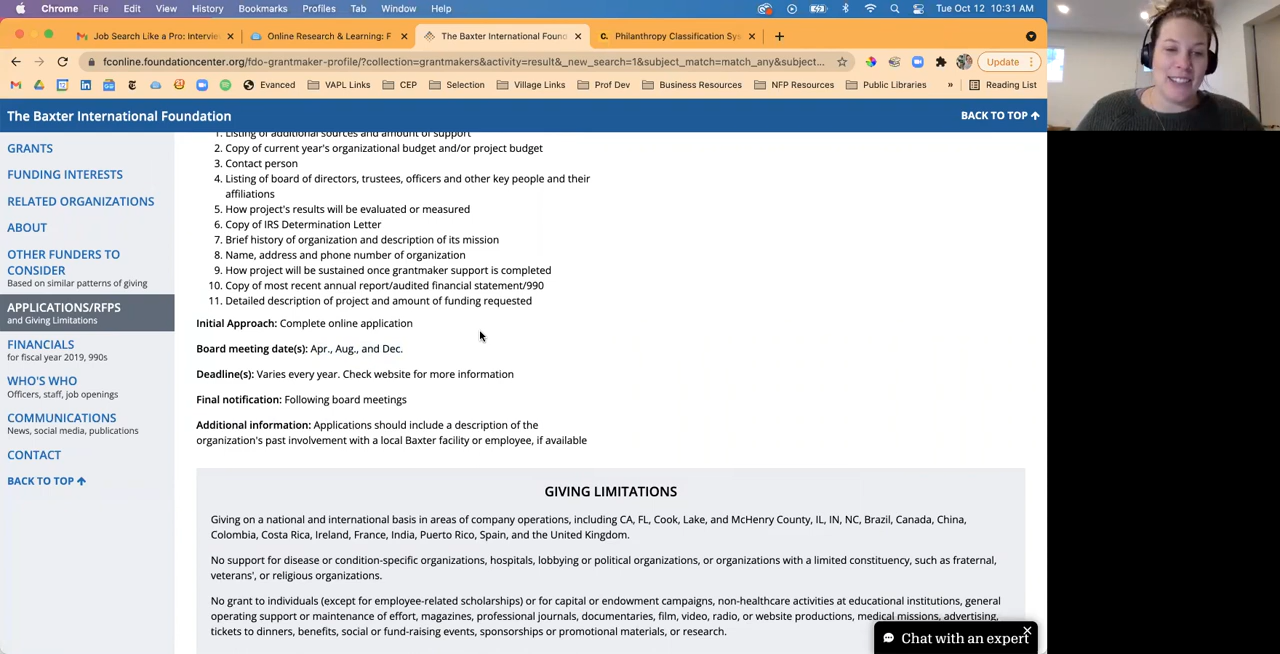 Chrome File Edit View History Bookmarks Profiles Tab Window Help Tue Oct 12 10:31 AM
Job Search Like a Pro: Intervie
Online Research & Learning: F
The Baxter International Found
Philanthropy Classification Sys
fconline.foundationcenter.org/fdo-grantmaker-profile/?collection=grantmakers&activity=result&_new_search=1&subject_match=match_any&subject...
Update
Evanced VAPL Links CEP Selection Village Links Prof Dev Business Resources NFP Resources Public Libraries » Reading List
The Baxter International Foundation
BACK TO TOP
GRANTS
FUNDING INTERESTS
RELATED ORGANIZATIONS
ABOUT
OTHER FUNDERS TO
CONSIDER
Based on similar patterns of giving
APPLICATIONS/RFPS
and Giving Limitations
FINANCIALS
for fiscal year 2019, 990s
WHO'S WHO
Officers, staff, job openings
COMMUNICATIONS
News, social media, publications
CONTACT
BACK TO TOP
1. Listing of additional sources and amount of support
2. Copy of current year's organizational budget and/or project budget
3. Contact person
4. Listing of board of directors, trustees, officers and other key people and their
affiliations
5. How project's results will be evaluated or measured
6. Copy of IRS Determination Letter
7. Brief history of organization and description of its mission
8. Name, address and phone number of organization
9. How project will be sustained once grantmaker support is completed
10. Copy of most recent annual report/audited financial statement/990
11. Detailed description of project and amount of funding requested
Initial Approach: Complete online application
Board meeting date(s): Apr., Aug., and Dec.
Deadline(s): Varies every year. Check website for more information
Final notification: Following board meetings
Additional information: Applications should include a description of the
organization's past involvement with a local Baxter facility or employee, if available
GIVING LIMITATIONS
Giving on a national and international basis in areas of company operations, including CA, FL, Cook, Lake, and McHenry County, IL, IN, NC, Brazil, Canada, China,
Colombia, Costa Rica, Ireland, France, India, Puerto Rico, Spain, and the United Kingdom.
No support for disease or condition-specific organizations, hospitals, lobbying or political organizations, or organizations with a limited constituency, such as fraternal,
veterans', or religious organizations.
No grant to individuals (except for employee-related scholarships) or for capital or endowment campaigns, non-healthcare activities at educational institutions, general
operating support or maintenance of effort, magazines, professional journals, documentaries, film, video, radio, or website productions, medical missions, advertising,
tickets to dinners, benefits, social or fund-raising events, sponsorships or promotional materials, or research.
Chat with an expert